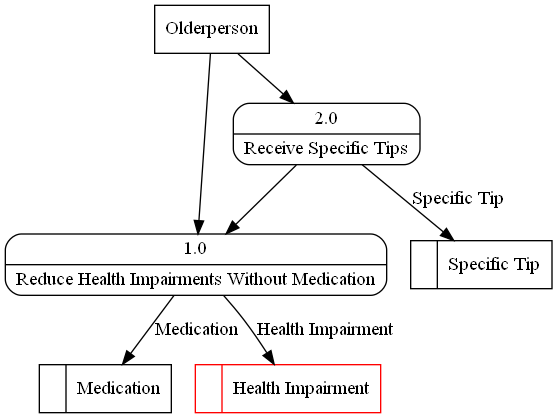 Olderperson
2.0
Receive Specific Tips
Specific Tip
1.0
Reduce Health Impairments Without Medication
Specific Tip
Medication
Health Impairment
Medication
Health Impairment